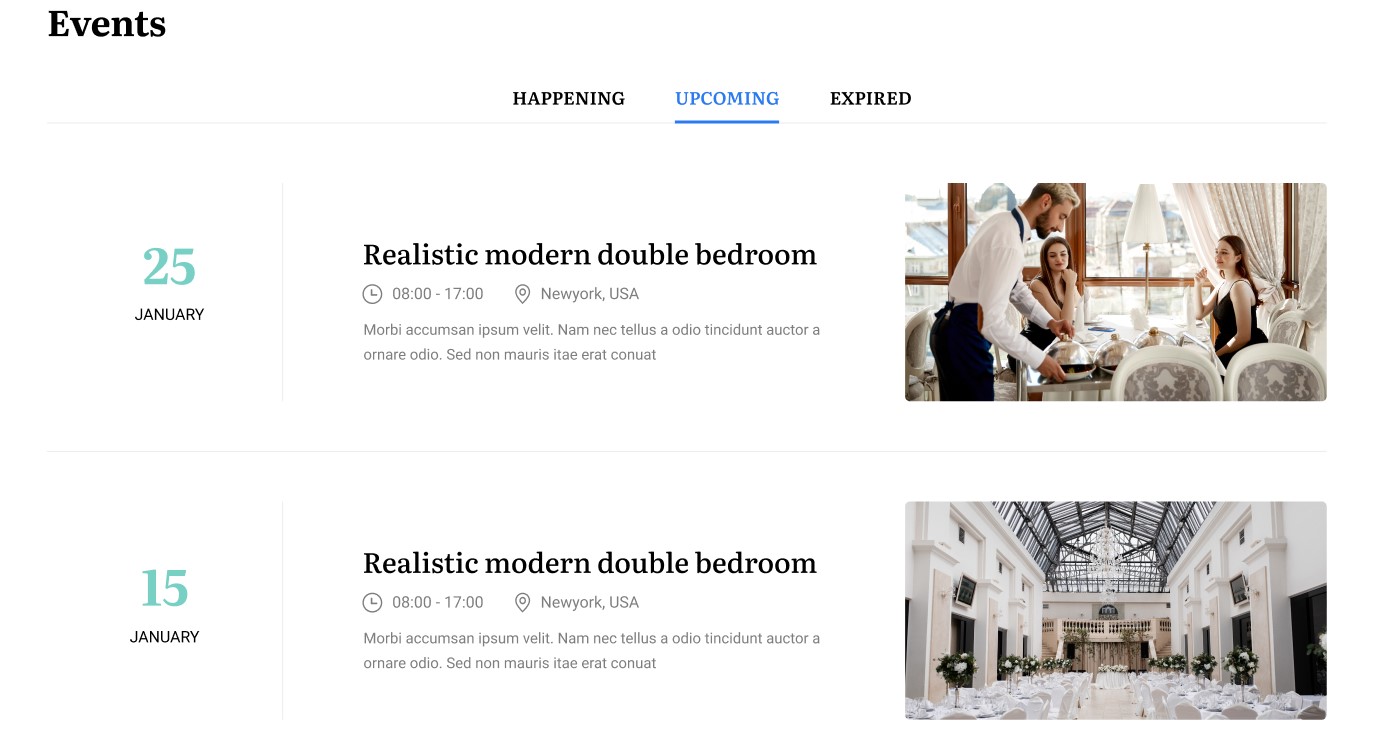 Events
HAPPENING UPCOMING EXPIRED
25
JANUARY
Realistic modern double bedroom
08:00 - 17:00 Newyork, USA
Morbi accumsan ipsum velit. Nam nec tellus a odio tincidunt auctor a
ornare odio. Sed non mauris itae erat conuat
15
JANUARY
Realistic modern double bedroom
08:00 - 17:00 Newyork, USA
Morbi accumsan ipsum velit. Nam nec tellus a odio tincidunt auctor a
ornare odio. Sed non mauris itae erat conuat